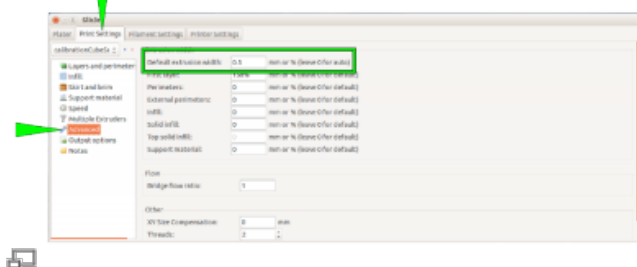 Slic3r
Plater Print Settings Filament Settings Printer Settings
Default extrusion width: 0.5 mm or % (leave 0 for auto)
Layers and perimeter
Infill
First layer: mm or % (leave 0 for default)
Skirt and brim
Perimeters: 0 mm or % (leave 0 for default)
Support material
External perimeters: 0 mm or % (leave 0 for default)
Speed
Infill: 0 mm or % (leave 0 for default)
Multiple Extruders
Solid infill: 0 mm or % (leave 0 for default)
Advanced
Top solid infill: mm or % (leave 0 for default)
Output options
Support material: 0 mm or % (leave 0 for default)
Notes
Flow
Bridge flow ratio: 1
Other
XY Size Compensation: 0 mm
Threads: 2